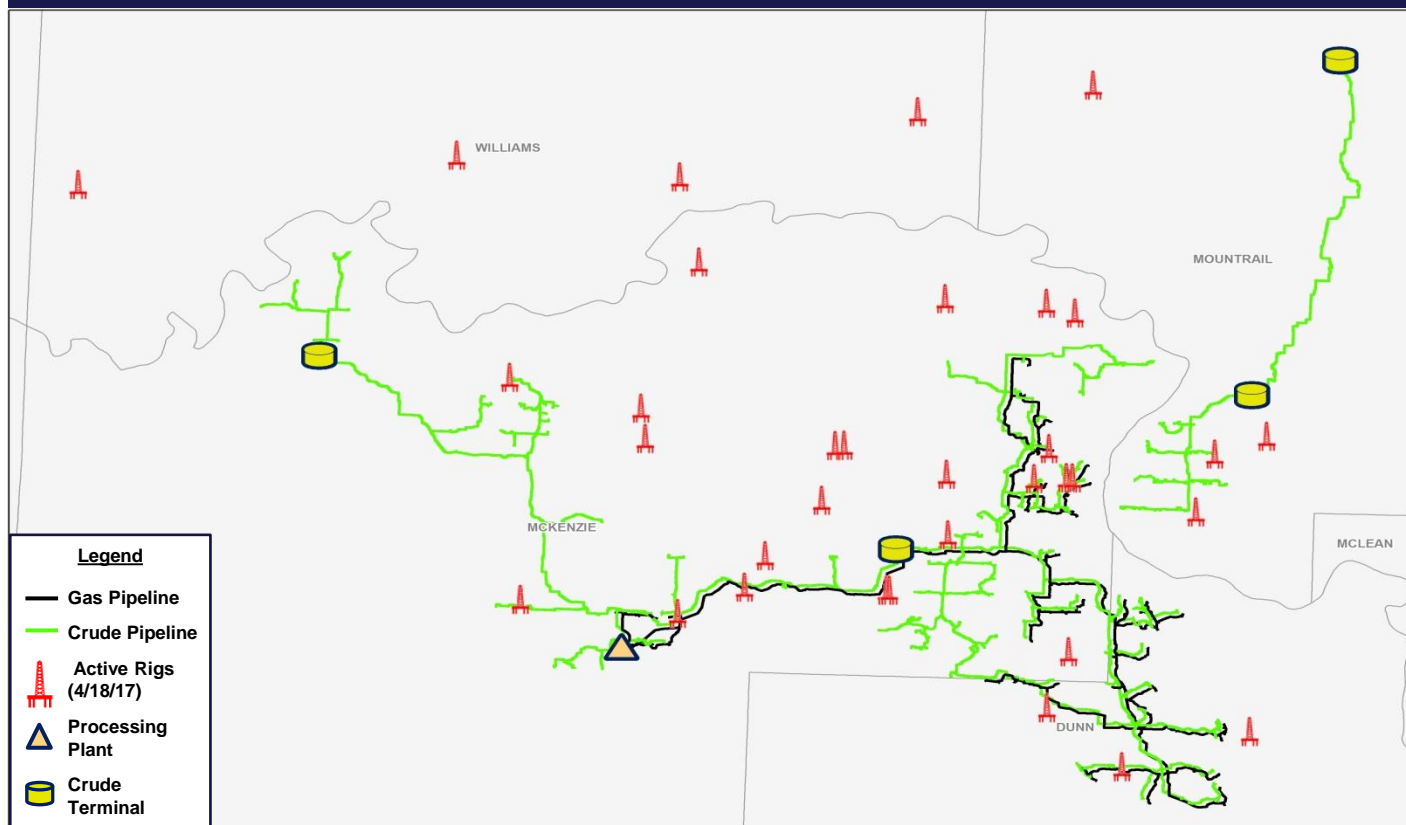 WILLIAMS
MOUNTRAIL
MCKENZIE
MCLEAN
DUNN
Legend
Gas Pipeline
Crude Pipeline
Active Rigs
(4/18/17)
Processing
Plant
Crude
Terminal